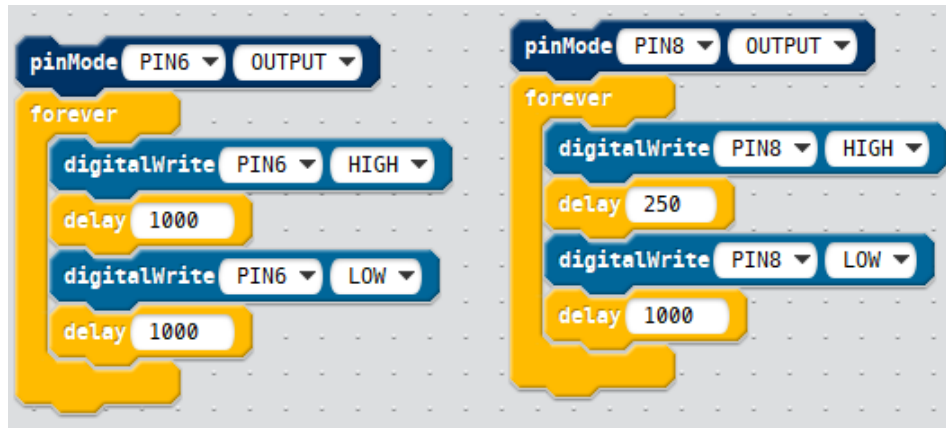 pinMode PIN6 OUTPUT
forever
digitalWrite PIN6 HIGH
delay 1000
digitalWrite PIN6 LOW
delay 1000
pinMode PIN8 OUTPUT
forever
digitalWrite PIN8 HIGH
delay 250
digitalWrite PIN8 LOW
delay 1000